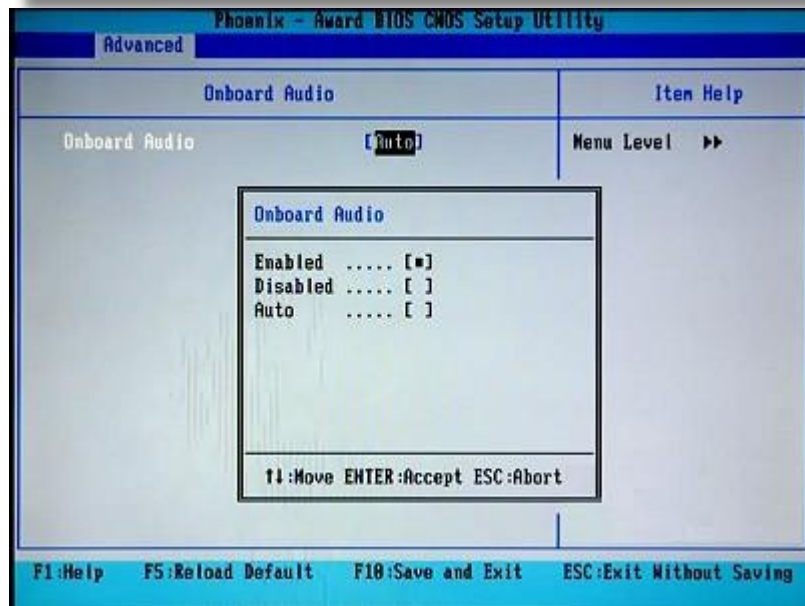 Phoenix - Award BIOS CMOS Setup Utility
Advanced
Onboard Audio
Item Help
Onboard Audio [Auto]
Menu Level ▶▶
Onboard Audio
Enabled ..... [■]
Disabled ..... [ ]
Auto ..... [ ]
↑↓:Move ENTER:Accept ESC:Abort
F1:Help F5:Reload Default F10:Save and Exit ESC:Exit Without Saving